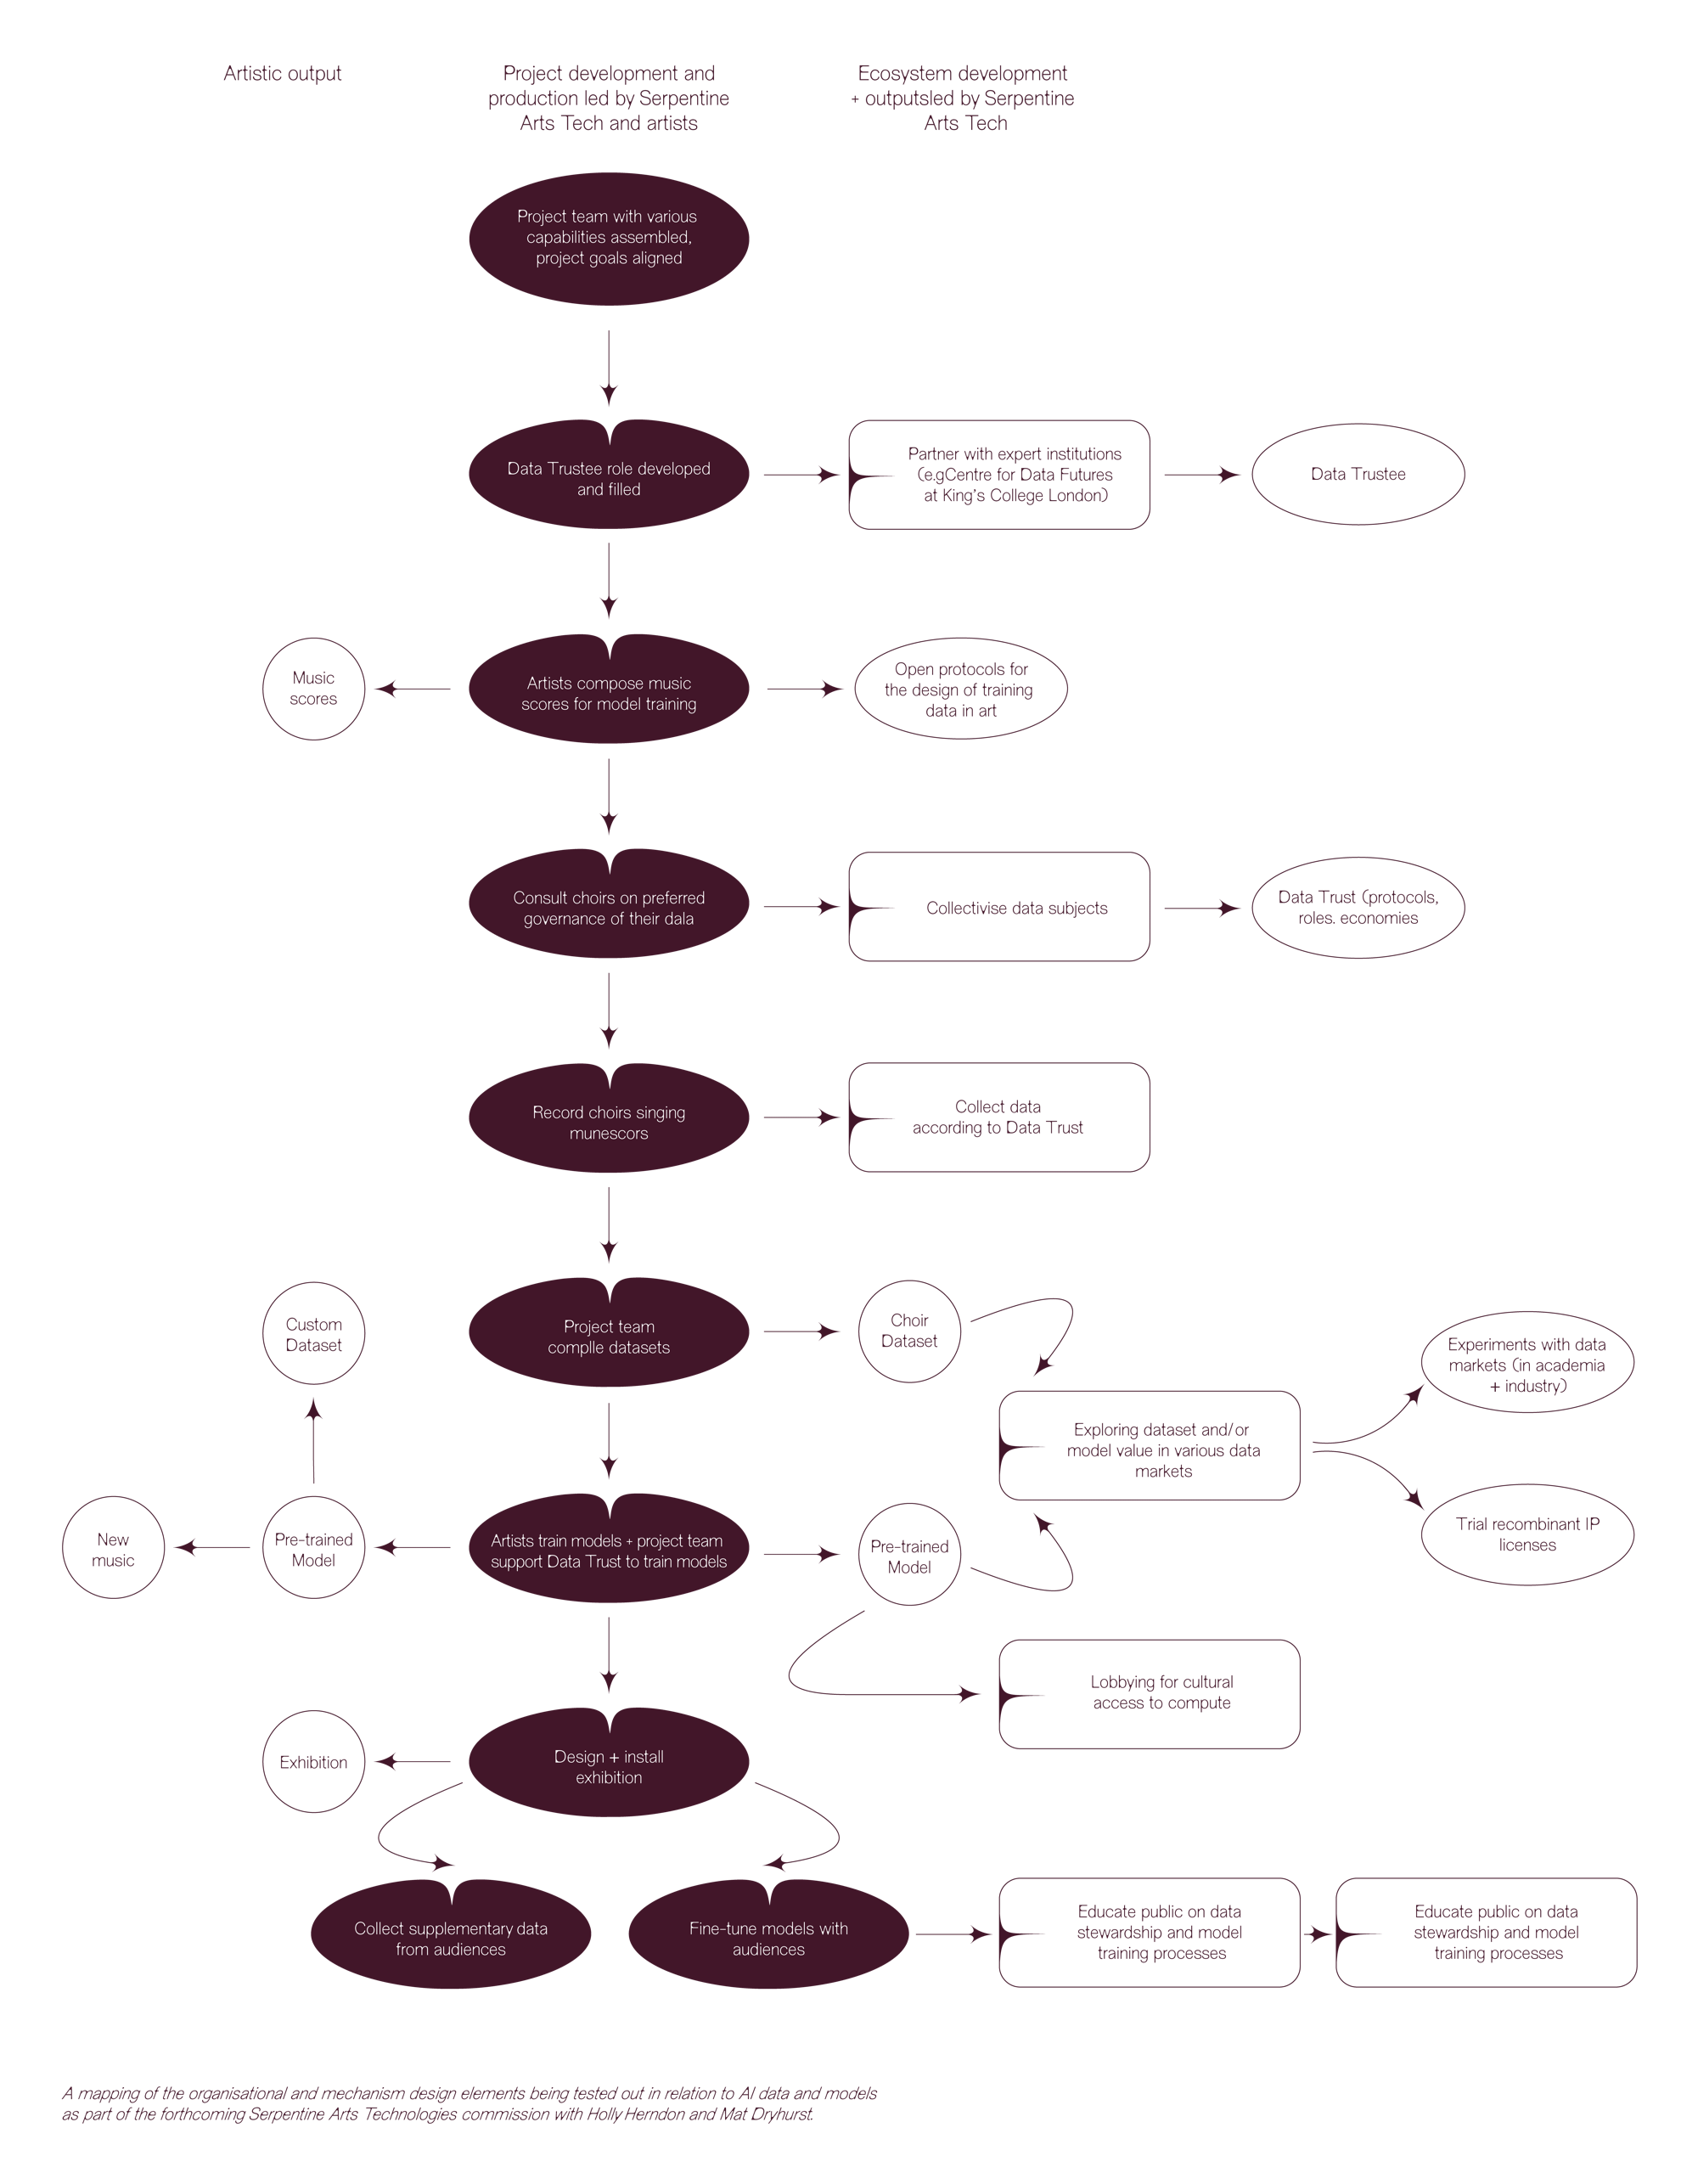 Artistic output
Project development and
production led by Serpentine
Arts Tech and artists
Ecosystem development
+ outputsled by Serpentine
Arts Tech
Project team with various
capabilities assembled,
project goals aligned
Data Trustee role developed
and filled
Partner with expert institutions
(e.gCentre for Data Futures
at King's College London)
Data Trustee
Music
scores
Artists compose music
scores for model training
Open protocols for
the design of training
data in art
Consult choirs on preferred
governance of their dala
Collectivise data subjects
Data Trust (protocols,
roles. economies
Record choirs singing
munescors
Collect data
according to Data Trust
Custom
Dataset
Project team
complle datasets
Choir
Dataset
Exploring dataset and/or
model value in various data
markets
Experiments with data
markets (in academia
+ industry)
Trial recombinant IP
licenses
New
music
Pre-trained
Model
Artists train models + project team
support Data Trust to train models
Pre-trained
Model
Lobbying for cultural
access to compute
Exhibition
Design + install
exhibition
Collect supplementary data
from audiences
Fine-tune models with
audiences
Educate public on data
stewardship and model
training processes
Educate public on data
stewardship and model
training processes
A mapping of the organisational and mechanism design elements being tested out in relation to AI data and models
as part of the forthcoming Serpentine Arts Technologies commission with Holly Herndon and Mat Dryhurst.